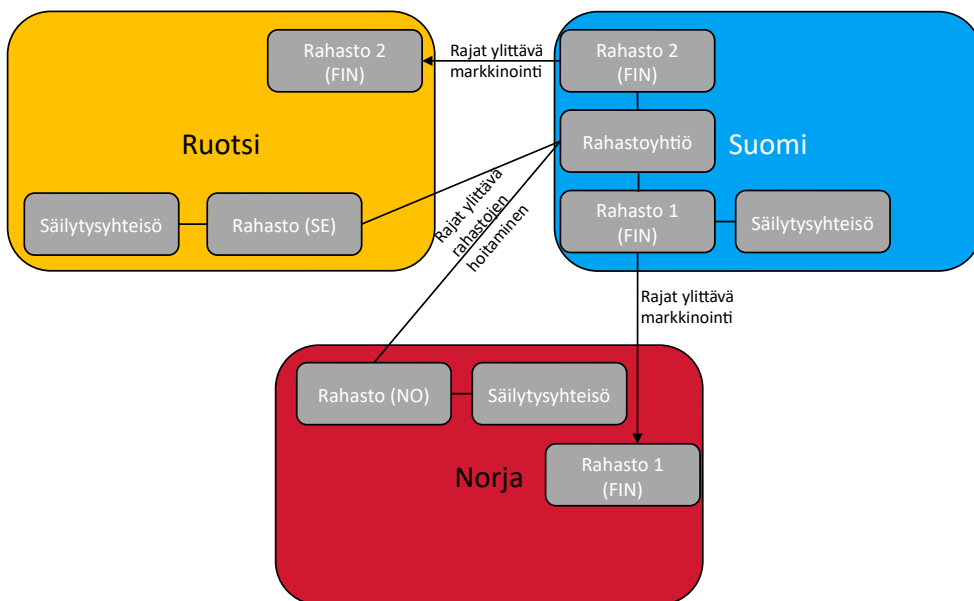 Rahasto 2
(FIN)
Rajat ylittävä
markkinointi
Rahasto 2
(FIN)
Ruotsi
Rahastoyhtiö
Suomi
Säilytysyhteisö
Rahasto (SE)
Rajat ylittävä
rahastojen
hoitaminen
Rahasto 1
(FIN)
Säilytysyhteisö
Rajat ylittävä
markkinointi
Rahasto (NO)
Säilytysyhteisö
Norja
Rahasto 1
(FIN)